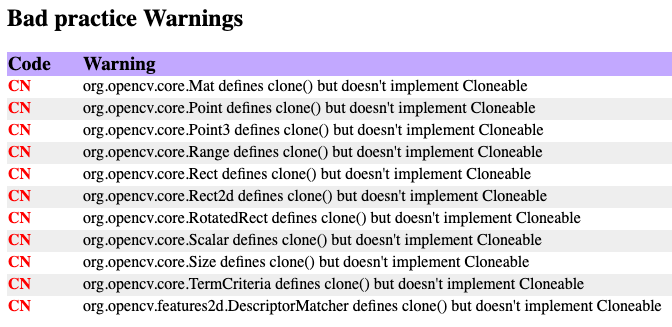 Bad practice Warnings
Code Warning
CN org.opencv.core.Mat defines clone() but doesn't implement Cloneable
CN org.opencv.core.Point defines clone() but doesn't implement Cloneable
CN org.opencv.core.Point3 defines clone() but doesn't implement Cloneable
CN org.opencv.core.Range defines clone() but doesn't implement Cloneable
CN org.opencv.core.Rect defines clone() but doesn't implement Cloneable
CN org.opencv.core.Rect2d defines clone() but doesn't implement Cloneable
CN org.opencv.core.RotatedRect defines clone() but doesn't implement Cloneable
CN org.opencv.core.Scalar defines clone() but doesn't implement Cloneable
CN org.opencv.core.Size defines clone() but doesn't implement Cloneable
CN org.opencv.core.TermCriteria defines clone() but doesn't implement Cloneable
CN org.opencv.features2d.DescriptorMatcher defines clone() but doesn't implement Cloneable